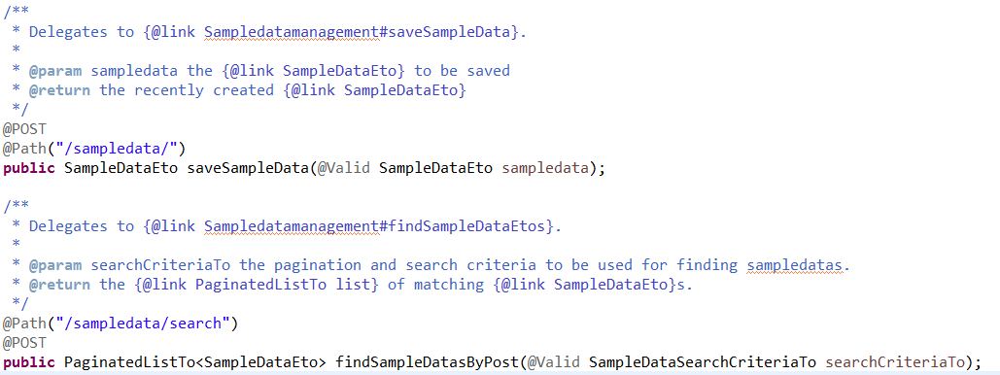 /**
 * Delegates to {@link Sampledatamanagement#saveSampleData}.
 *
 * @param sampledata the {@link SampleDataEto} to be saved
 * @return the recently created {@link SampleDataEto}
 */
@POST
@Path("/sampledata/")
public SampleDataEto saveSampleData(@Valid SampleDataEto sampledata);

/**
 * Delegates to {@link Sampledatamanagement#findSampleDataEtos}.
 *
 * @param searchCriteriaTo the pagination and search criteria to be used for finding sampledatas.
 * @return the {@link PaginatedListTo list} of matching {@link SampleDataEto}s.
 */
@Path("/sampledata/search")
@POST
public PaginatedListTo<SampleDataEto> findSampleDatasByPost(@Valid SampleDataSearchCriteriaTo searchCriteriaTo);